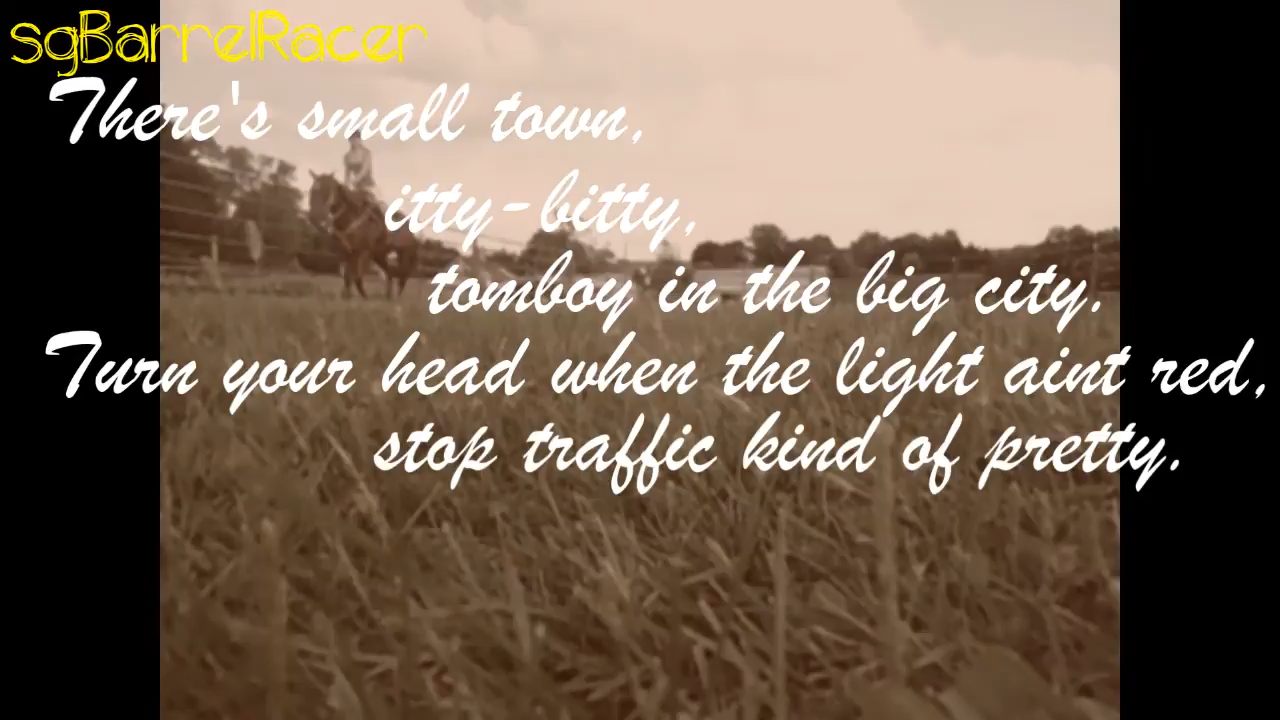 sgBarrelRacer
There's small town,
itty-bitty,
tomboy in the big city.
Turn your head when the light aint red,
stop traffic kind of pretty.